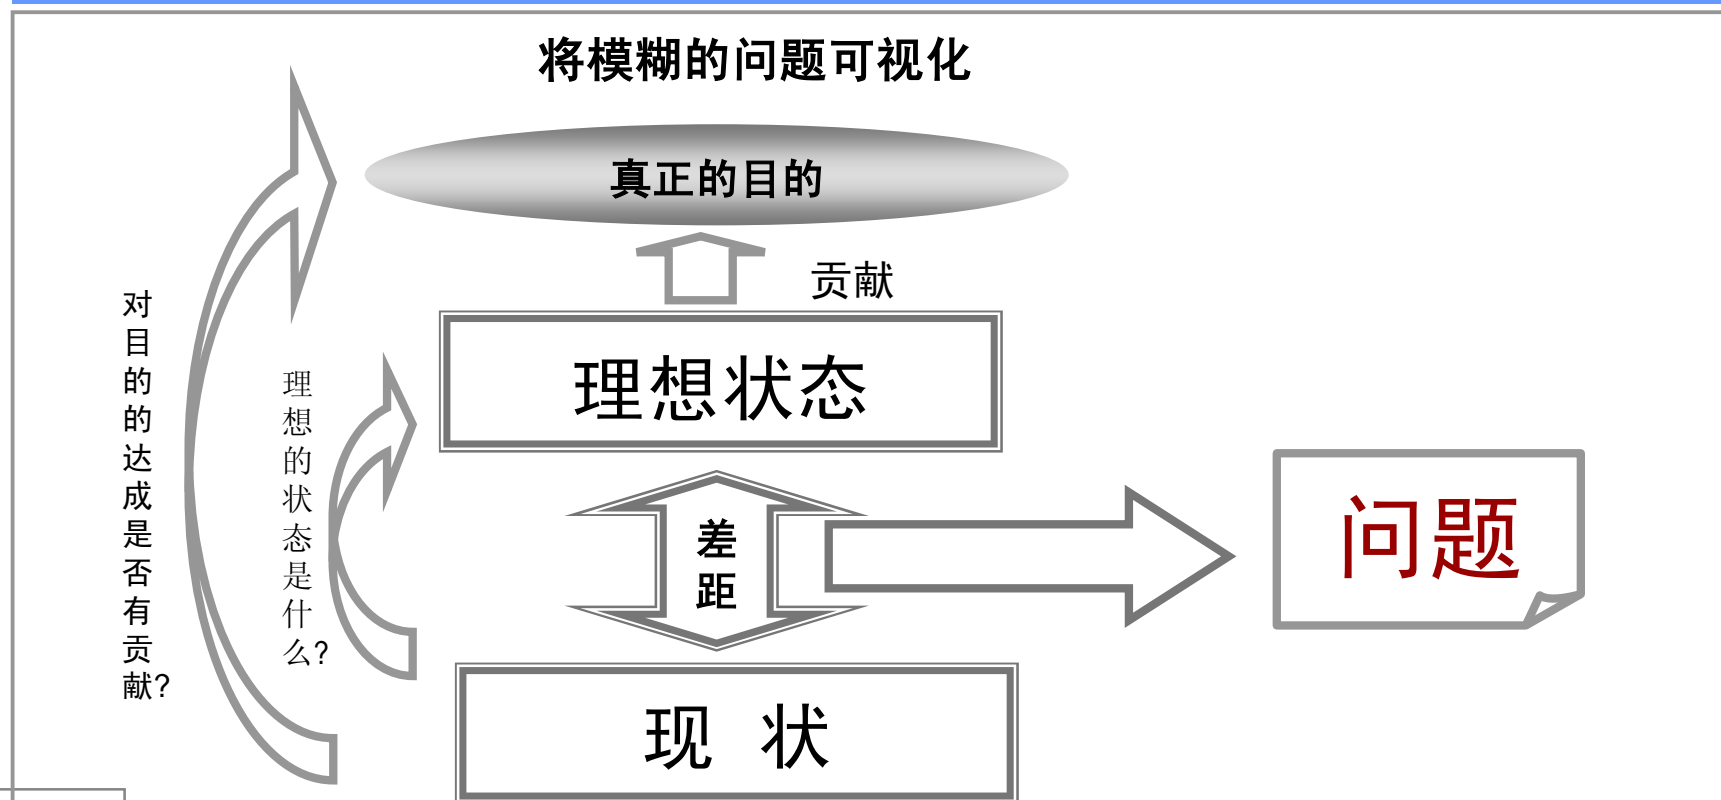 将模糊的问题可视化
真正的目的
贡献
理想状态
对目的的达成是否有贡献?
理想的状态是什么?
差距
问题
现 状